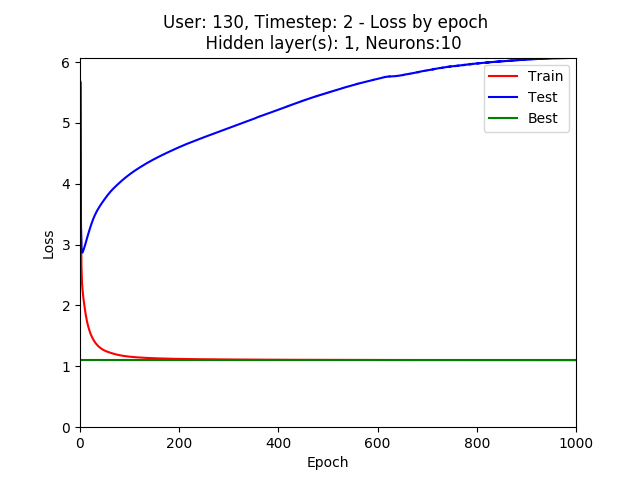 User: 130, Timestep: 2 - Loss by epoch
Hidden layer(s): 1, Neurons:10
6
5
4
3
2
1
0
Loss
Train
Test
Best
0 200 400 600 800 1000
Epoch